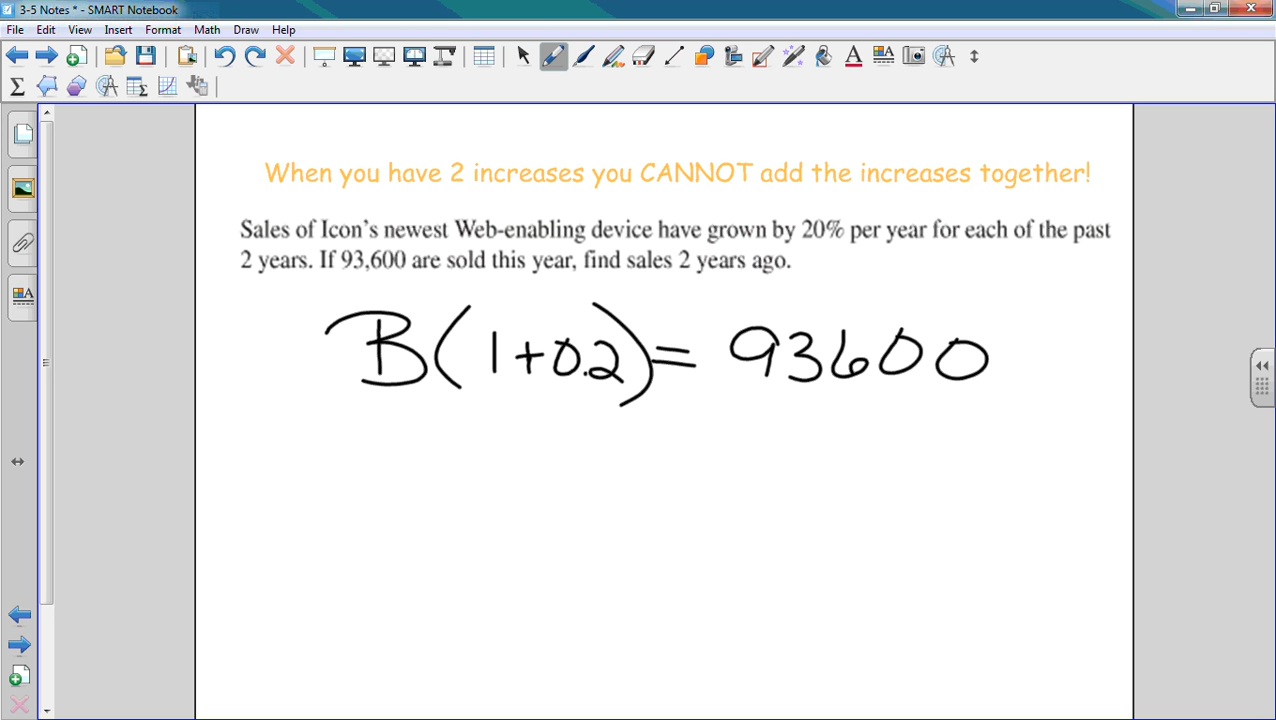 3-5 Notes * - SMART Notebook
File Edit View Insert Format Math Draw Help
When you have 2 increases you CANNOT add the increases together!
Sales of Icon's newest Web-enabling device have grown by 20% per year for each of the past
2 years. If 93,600 are sold this year, find sales 2 years ago.
B(1+0.2)= 93600